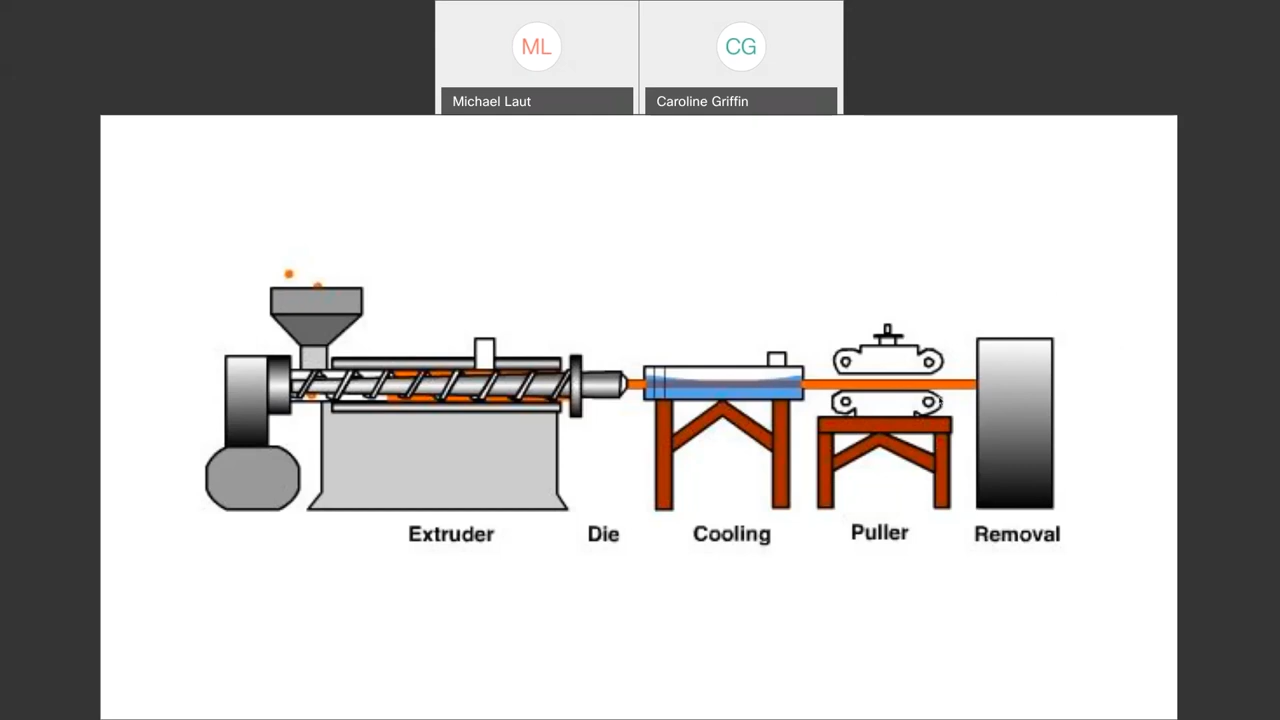 ML
CG
Michael Laut
Caroline Griffin
Extruder
Die
Cooling
Puller
Removal